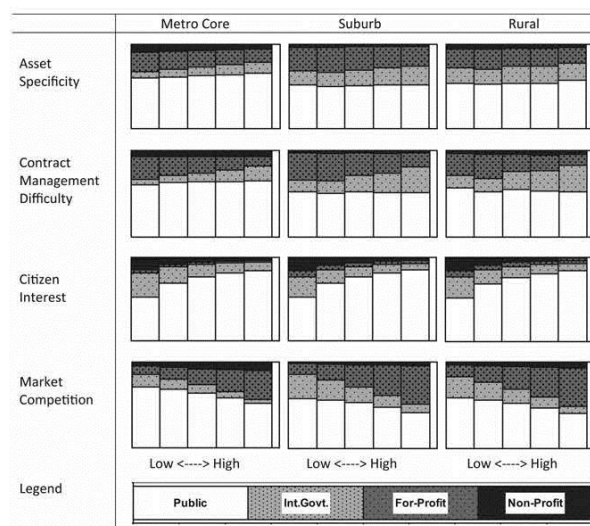 Metro Core Suburb Rural
Asset
Specificity
Contract
Management
Difficulty
Citizen
Interest
Market
Competition
Low <----> High Low <----> High Low <----> High
Legend
Public Int.Govt. For-Profit Non-Profit